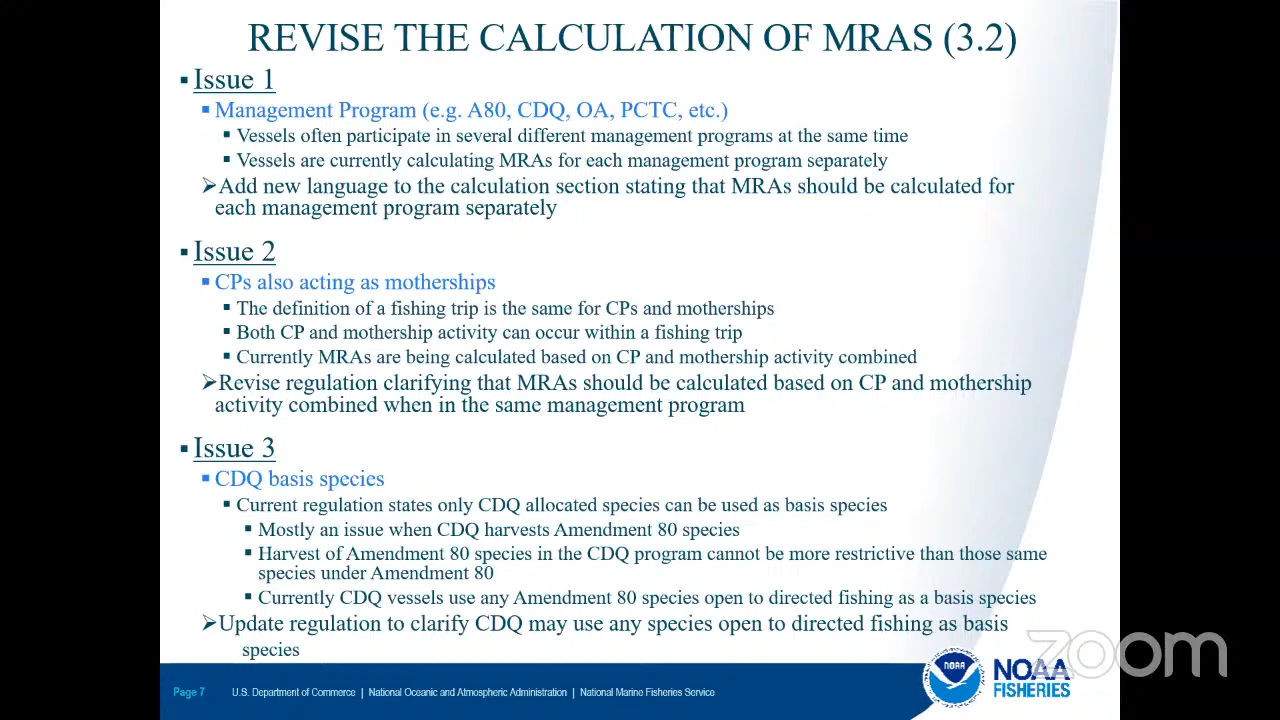 REVISE THE CALCULATION OF MRAS (3.2)
▪ Issue 1
▪ Management Program (e.g. A80, CDQ, OA, PCTC, etc.)
▪ Vessels often participate in several different management programs at the same time
▪ Vessels are currently calculating MRAs for each management program separately
➢Add new language to the calculation section stating that MRAs should be calculated for
each management program separately
▪ Issue 2
▪ CPs also acting as motherships
▪ The definition of a fishing trip is the same for CPs and motherships
▪ Both CP and mothership activity can occur within a fishing trip
▪ Currently MRAs are being calculated based on CP and mothership activity combined
➢Revise regulation clarifying that MRAs should be calculated based on CP and mothership
activity combined when in the same management program
▪ Issue 3
▪ CDQ basis species
▪ Current regulation states only CDQ allocated species can be used as basis species
▪ Mostly an issue when CDQ harvests Amendment 80 species
▪ Harvest of Amendment 80 species in the CDQ program cannot be more restrictive than those same
species under Amendment 80
▪ Currently CDQ vessels use any Amendment 80 species open to directed fishing as a basis species
➢Update regulation to clarify CDQ may use any species open to directed fishing as basis
species
zoom
Page 7 U.S. Department of Commerce | National Oceanic and Atmospheric Administration | National Marine Fisheries Service
NOAA
NOAA
FISHERIES